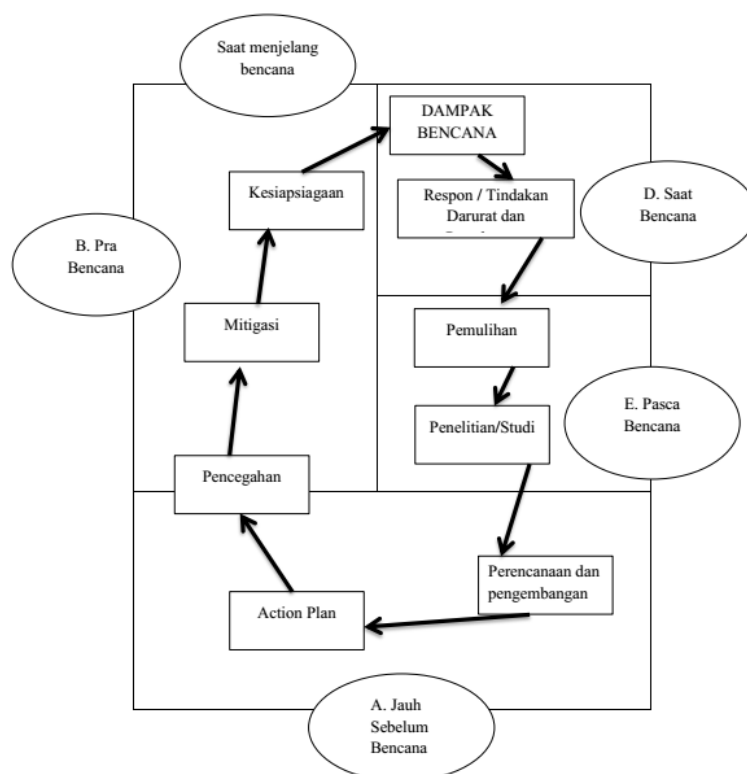 Saat menjelang
bencana
DAMPAK
BENCANA
Kesiapsiagaan
Respon / Tindakan
Darurat dan
D. Saat
Bencana
B. Pra
Bencana
Mitigasi
Pemulihan
E. Pasca
Bencana
Penelitian/Studi
Pencegahan
Perencanaan dan
pengembangan
Action Plan
A. Jauh
Sebelum
Bencana